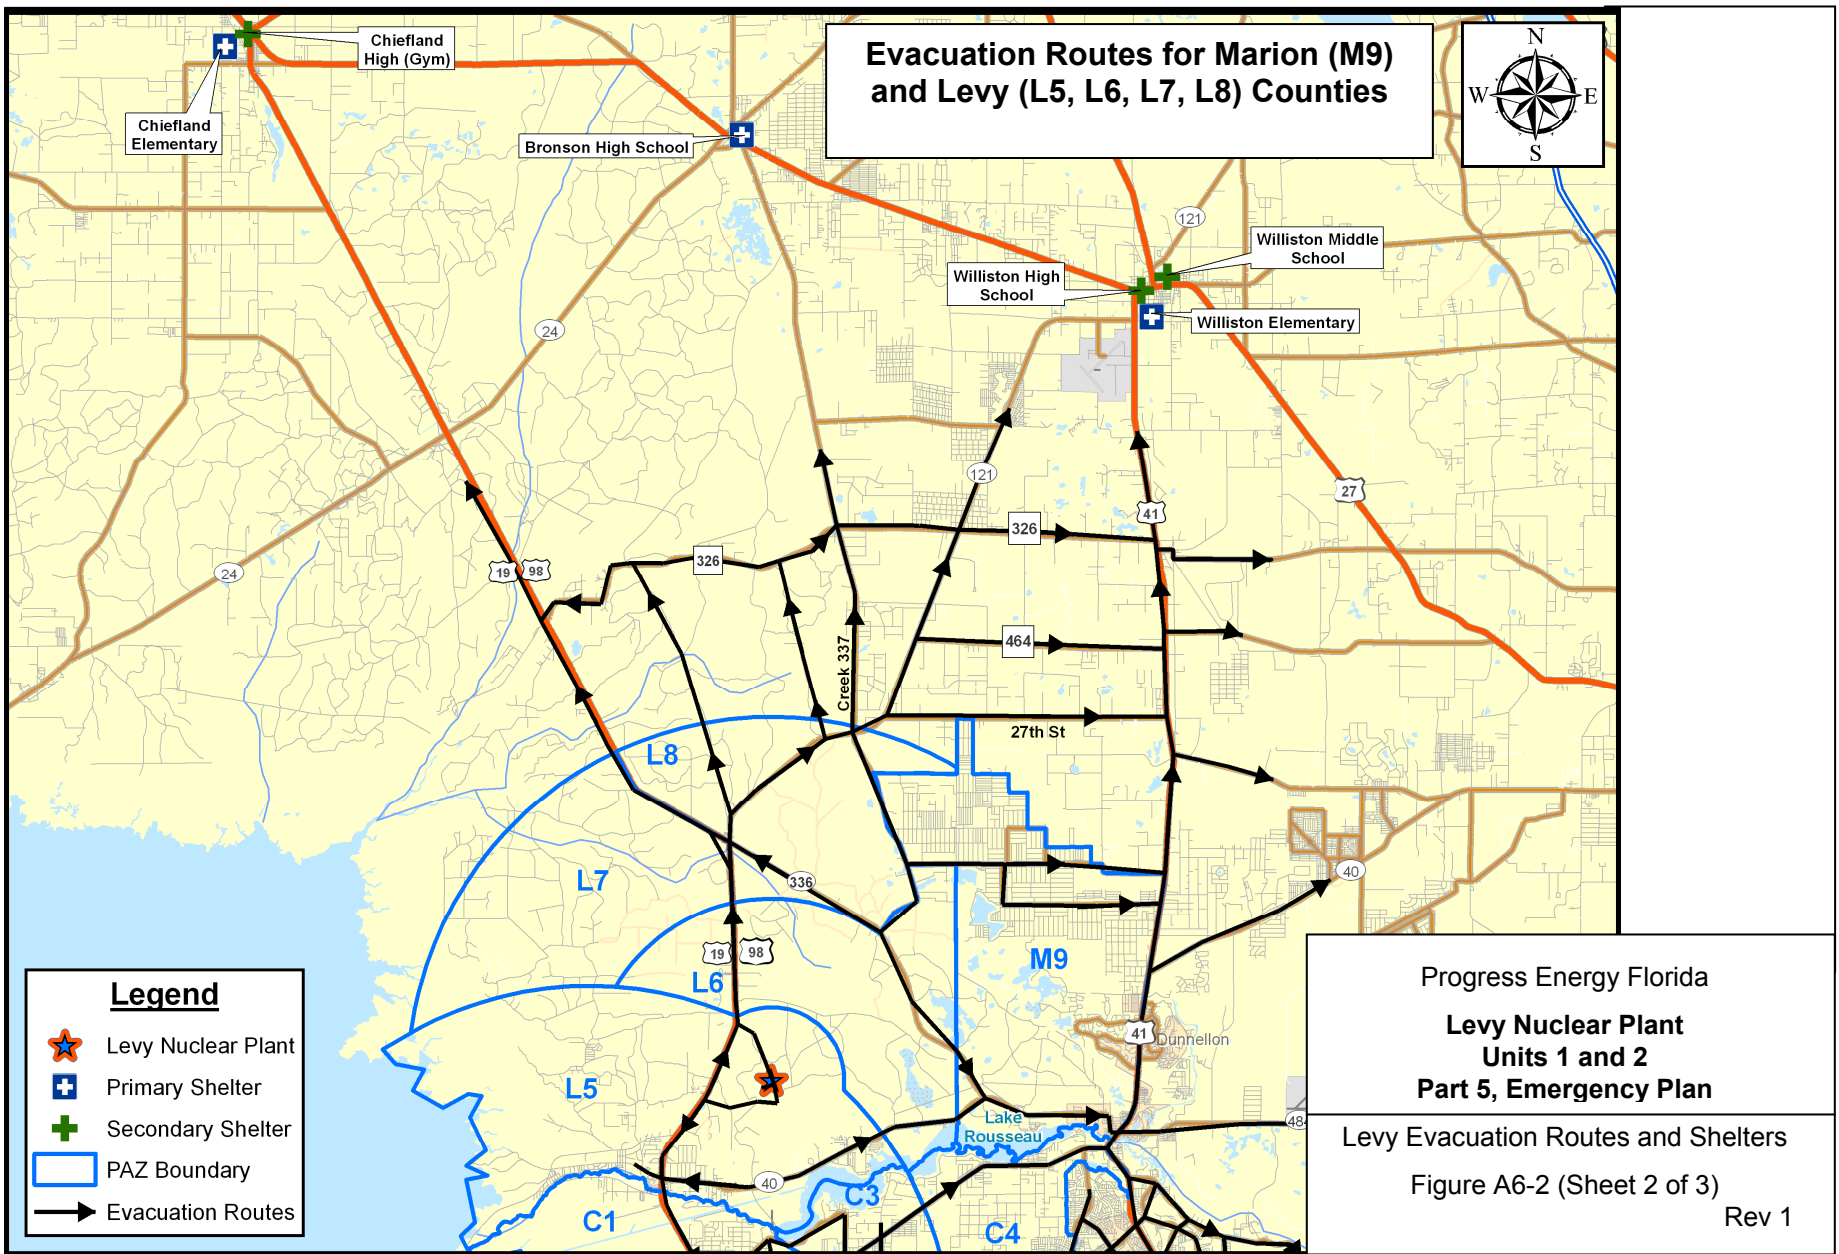 Evacuation Routes for Marion (M9)
and Levy (L5, L6, L7, L8) Counties
N
W
E
S
Chiefland
High (Gym)
Chiefland
Elementary
Bronson High School
121
Williston Middle
School
Williston High
School
Williston Elementary
24
121
27
41
326
326
24
19
98
464
Creek 337
27th St
L8
L7
336
40
19
98
L6
M9
41
Dunnellon
L5
Lake
Rousseau
484
40
C3
C1
C4
Legend
Levy Nuclear Plant
Primary Shelter
Secondary Shelter
PAZ Boundary
Evacuation Routes
Progress Energy Florida
Levy Nuclear Plant
Units 1 and 2
Part 5, Emergency Plan
Levy Evacuation Routes and Shelters
Figure A6-2 (Sheet 2 of 3)
Rev 1